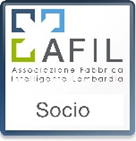 AFIL
Associazione Fabbrica
Intelligente Lombardia
Socio